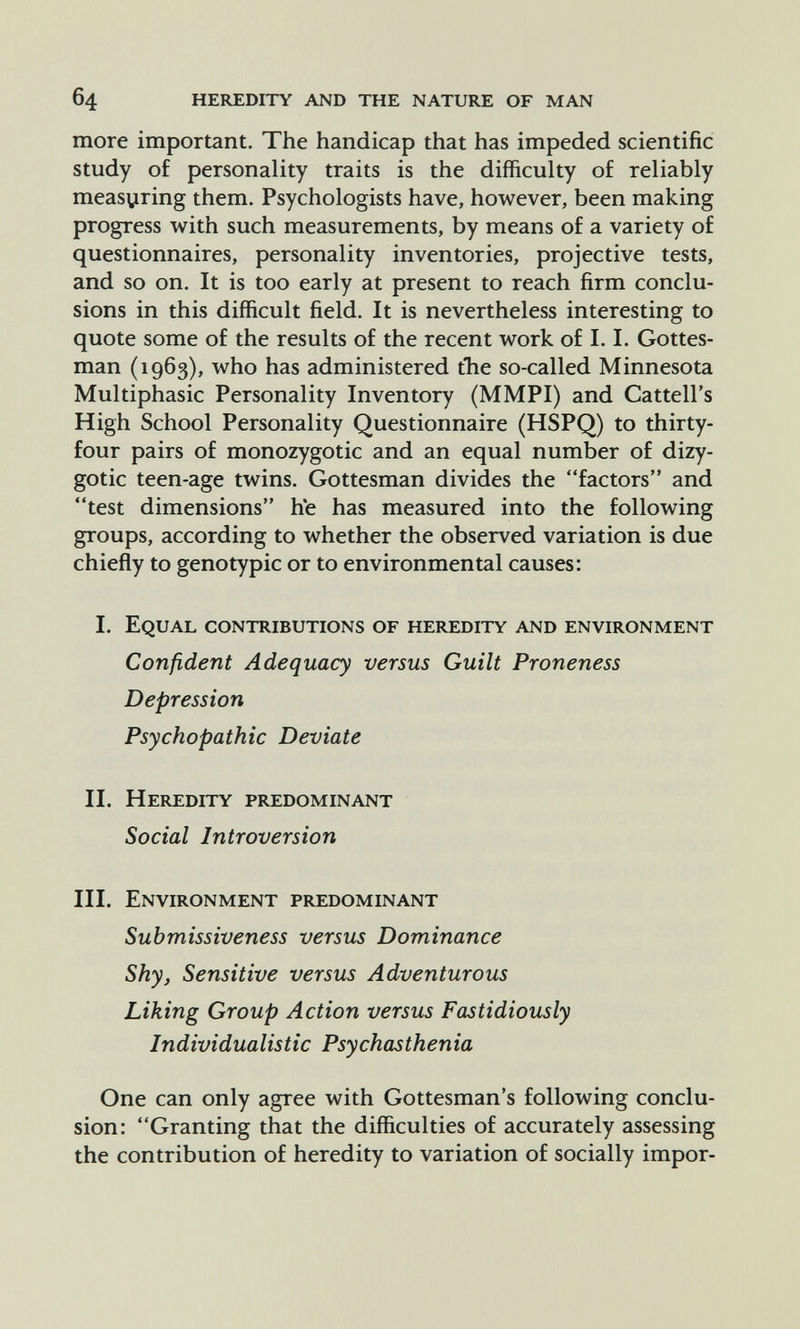 64 HEREDITY AND THE NATURE OF MAN
more important. The handicap that has impeded scientific
study of personality traits is the difficulty of reliably
measuring them. Psychologists have, however, been making
progress with such measurements, by means of a variety of
questionnaires, personality inventories, projective tests,
and so on. It is too early at present to reach firm conclu-
sions in this difficult field. It is nevertheless interesting to
quote some of the results of the recent work of I. I. Gottes-
man (1963), who has administered the so-called Minnesota
Multiphasic Personality Inventory (MMPI) and Cattell's
High School Personality Questionnaire (HSPQ) to thirty-
four pairs of monozygotic and an equal number of dizy-
gotic teen-age twins. Gottesman divides the "factors" and
"test dimensions" he has measured into the following
groups, according to whether the observed variation is due
chiefly to genotypic or to environmental causes:
I. EQUAL CONTRIBUTIONS OF HEREDITY AND ENVIRONMENT
Confident Adequacy versus Guilt Proneness
Depression
Psychopathic Deviate
II. HEREDITY PREDOMINANT
Social Introversion
III. ENVIRONMENT PREDOMINANT
Submissiveness versus Dominance
Shy, Sensitive versus Adventurous
Liking Group Action versus Fastidiously
Individualistic Psychasthenia
One can only agree with Gottesman's following conclu-
sion: "Granting that the difficulties of accurately assessing
the contribution of heredity to variation of socially impor-